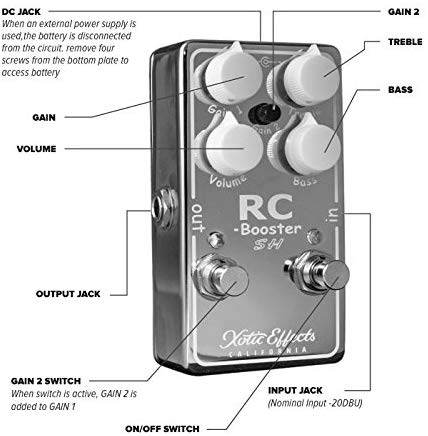 DC JACK
When an external power supply is
used,the battery is disconnected
from the circuit. remove four
screws from the bottom plate to
access battery
GAIN 2
TREBLE
BASS
GAIN
VOLUME
Gain 1
Gain 2
Volume
Bass
out
in
RC
-Booster
SH
OUTPUT JACK
Xotic Effects
CALIFORNIA
GAIN 2 SWITCH
When switch is active, GAIN 2 is
added to GAIN 1
INPUT JACK
(Nominal Input -20DBU)
ON/OFF SWITCH